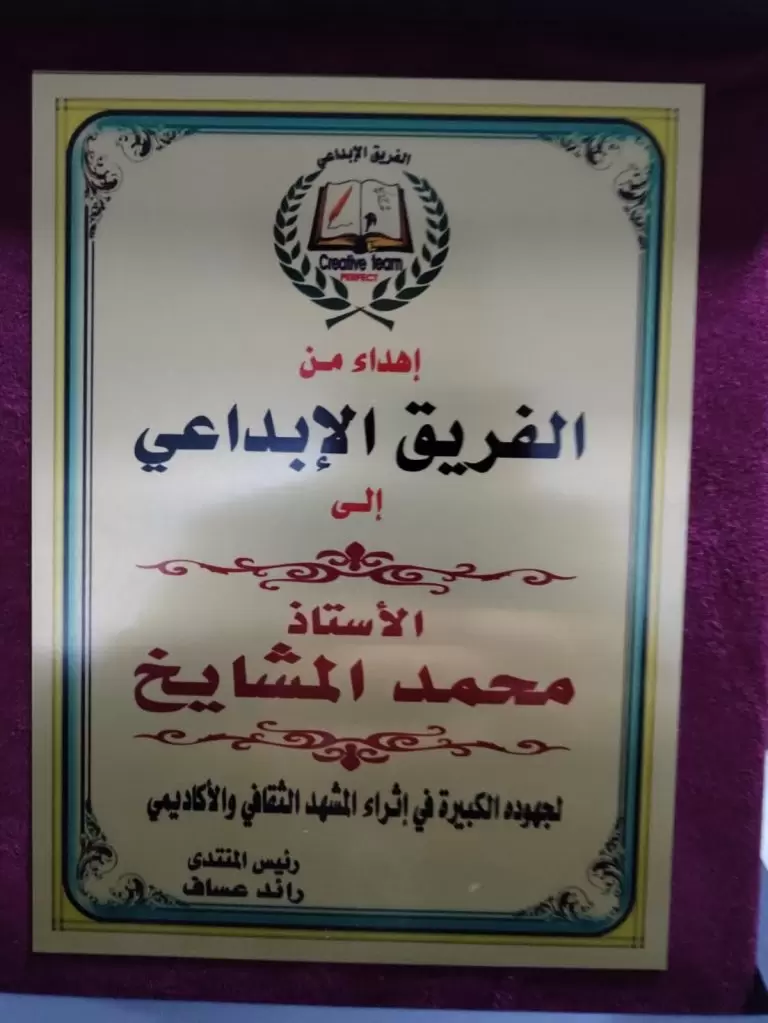 الفريق الإبداعي
Creative team
PERFECT
إهداء من
الفريق الإبداعي
إلى
الأستاذ
محمد المشايخ
لجهوده الكبيرة في إثراء المشهد الثقافي والأكاديمي
رئيس المنتدى
رائد عساف